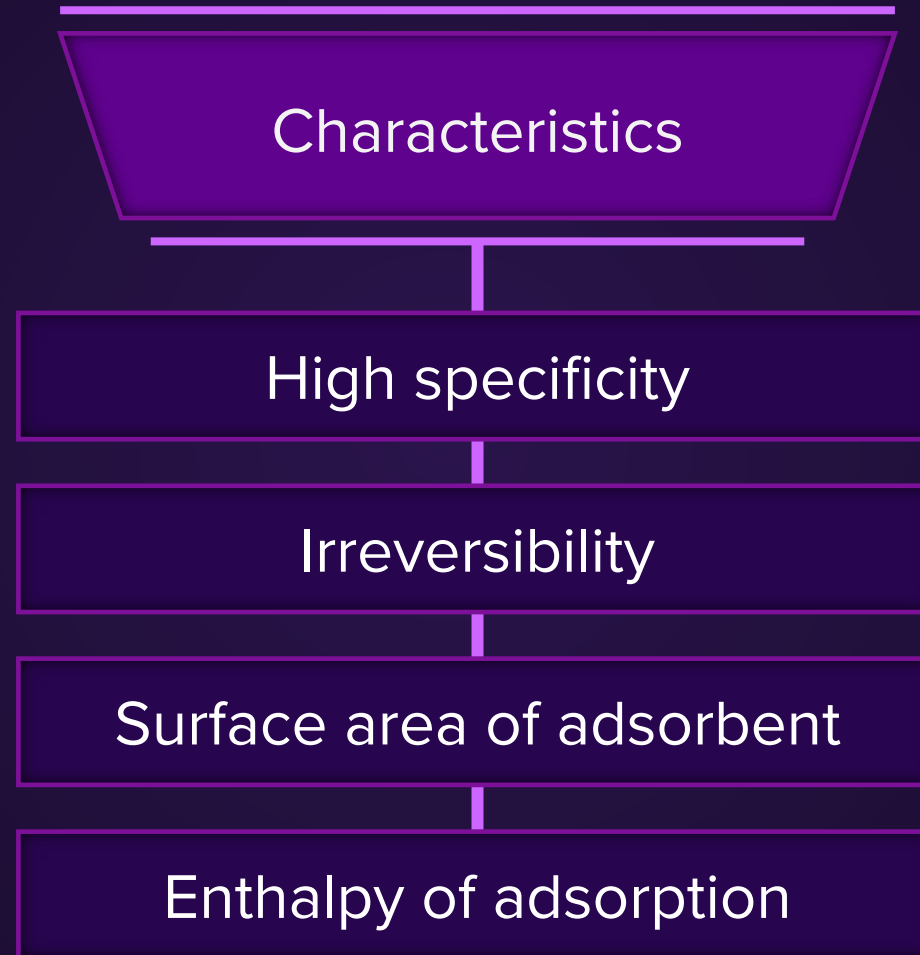 Characteristics
High specificity
Irreversibility
Surface area of adsorbent
Enthalpy of adsorption